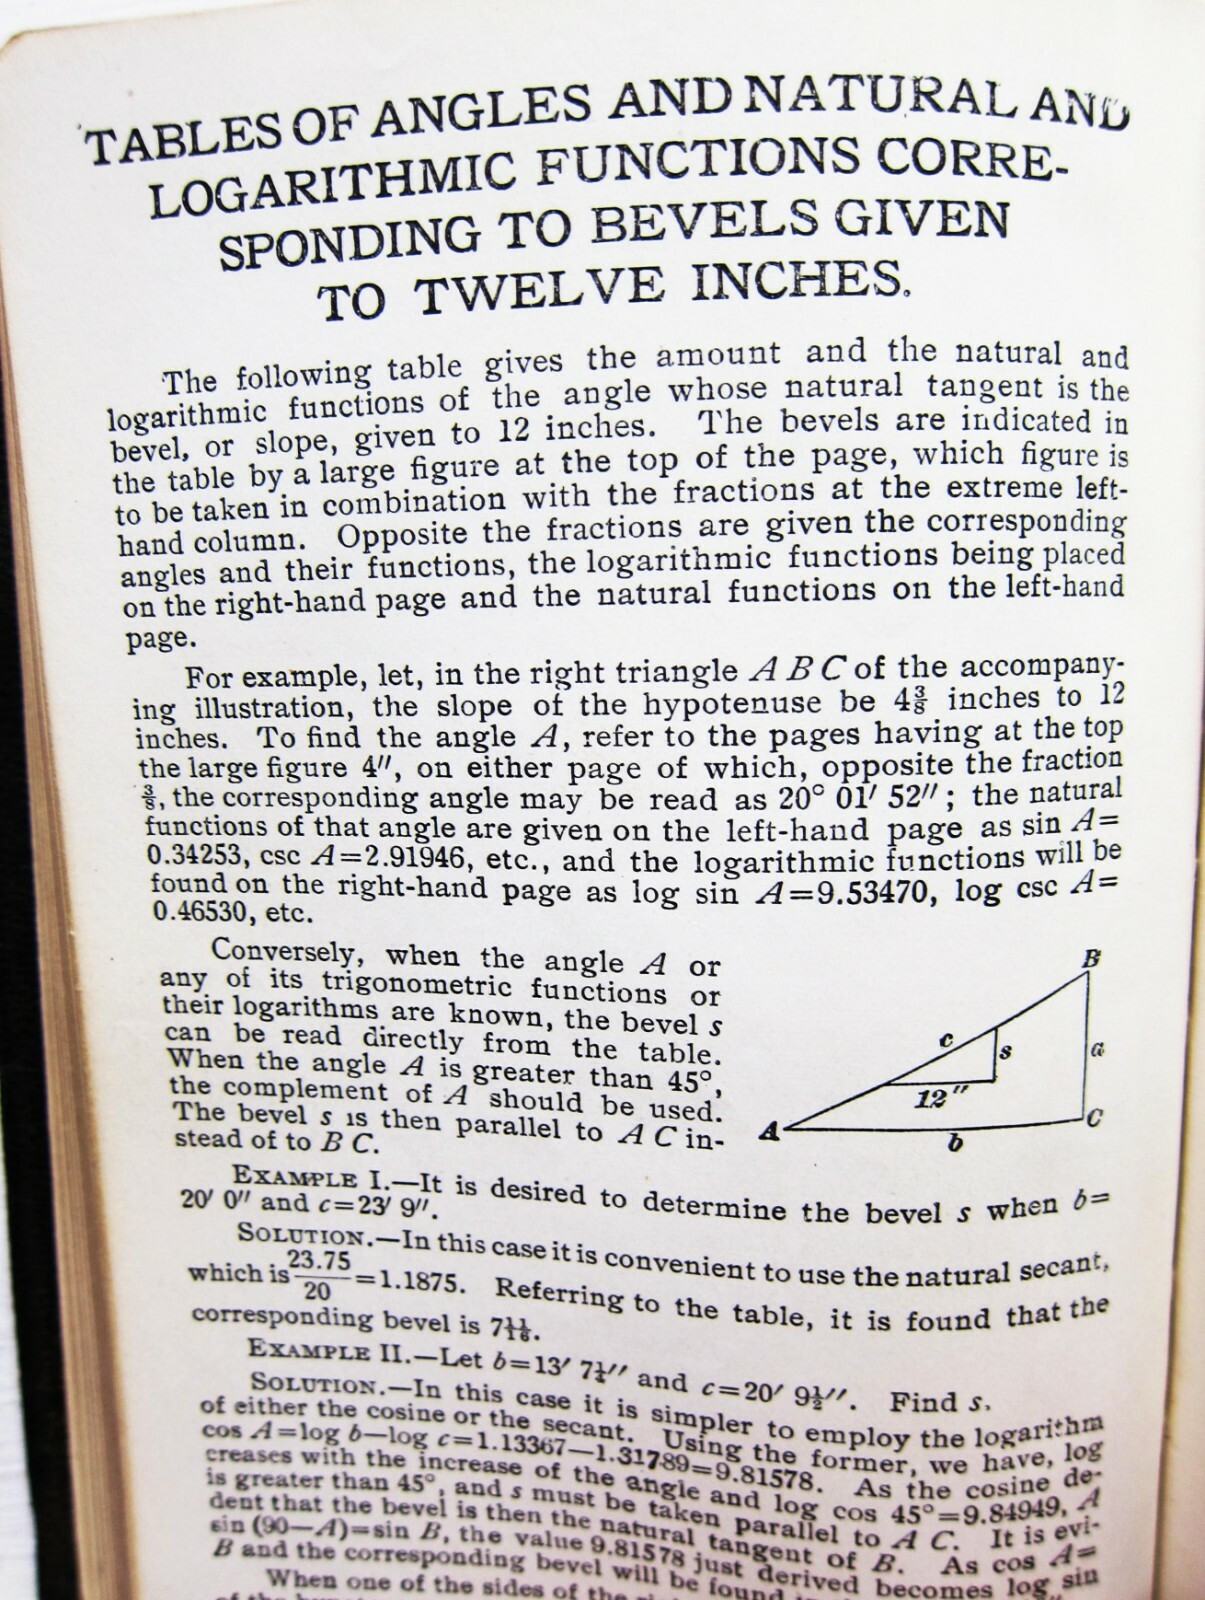 TABLES OF ANGLES AND NATURAL AND
LOGARITHMIC FUNCTIONS CORRE-
SPONDING TO BEVELS GIVEN
TO TWELVE INCHES.
The following table gives the amount and the natural and
logarithmic functions of the angle whose natural tangent is the
bevel, or slope, given to 12 inches. The bevels are indicated in
the table by a large figure at the top of the page, which figure is
to be taken in combination with the fractions at the extreme left-
hand column. Opposite the fractions are given the corresponding
angles and their functions, the logarithmic functions being placed
on the right-hand page and the natural functions on the left-hand
page.
For example, let, in the right triangle A B C of the accompany-
ing illustration, the slope of the hypotenuse be 4⅜ inches to 12
inches. To find the angle A, refer to the pages having at the top
the large figure 4″, on either page of which, opposite the fraction
⅜, the corresponding angle may be read as 20° 01′ 52″; the natural
functions of that angle are given on the left-hand page as sin A=
0.34253, csc A=2.91946, etc., and the logarithmic functions will be
found on the right-hand page as log sin A=9.53470, log csc A=
0.46530, etc.
Conversely, when the angle A or
any of its trigonometric functions or
their logarithms are known, the bevel s
can be read directly from the table.
When the angle A is greater than 45°,
the complement of A should be used.
The bevel s is then parallel to A C in-
stead of to B C.
B
c
s
a
12″
A
C
b
EXAMPLE I.—It is desired to determine the bevel s when b=
20′ 0″ and c=23′ 9″.
SOLUTION.—In this case it is convenient to use the natural secant,
which is 23.75/20=1.1875. Referring to the table, it is found that the
corresponding bevel is 7 11/16.
EXAMPLE II.—Let b=13′ 7¼″ and c=20′ 9½″. Find s.
SOLUTION.—In this case it is simpler to employ the logarithm
of either the cosine or the secant. Using the former, we have, log
cos A=log b—log c=1.13367—1.31789=9.81578. As the cosine de-
creases with the increase of the angle and log cos 45°=9.84949, A
is greater than 45°, and s must be taken parallel to A C. It is evi-
dent that the bevel is then the natural tangent of B. As cos A=
sin (90—A)=sin B, the value 9.81578 just derived becomes log sin
B and the corresponding bevel will be found
When one of the sides of the